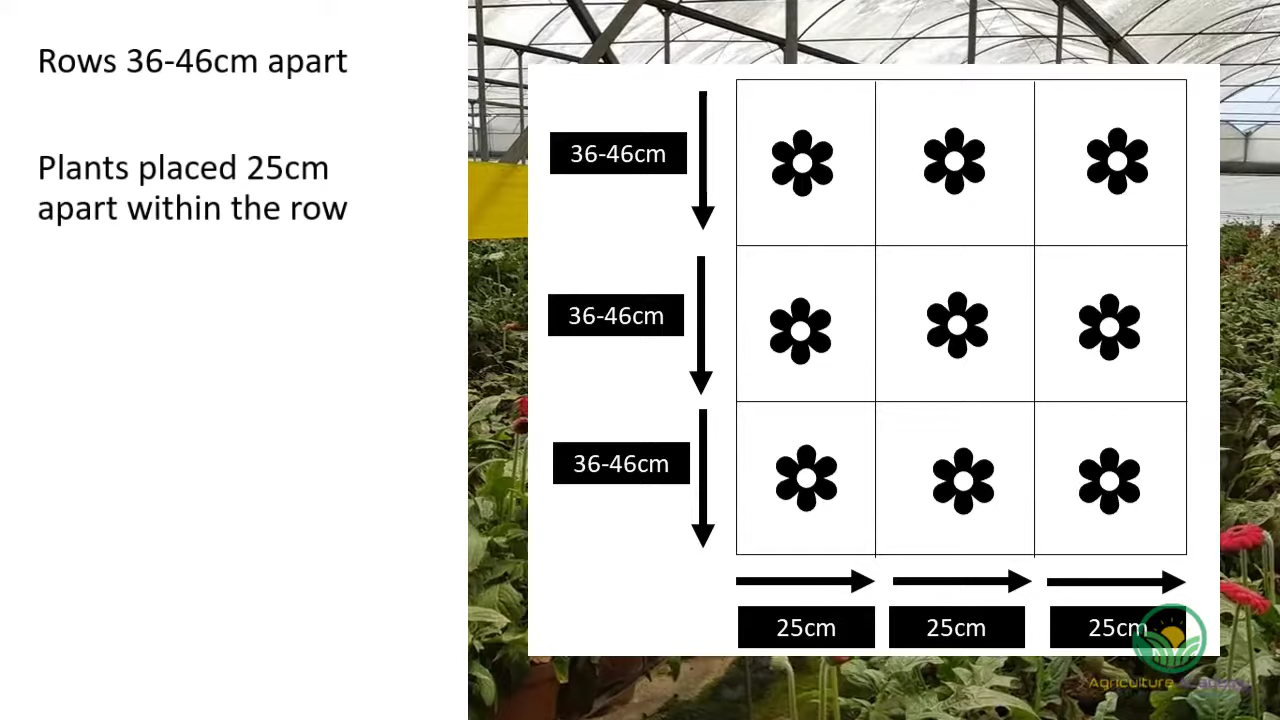 Rows 36-46cm apart
Plants placed 25cm
apart within the row
36-46cm
36-46cm
36-46cm
25cm
25cm
25cm
Agriculture Academy